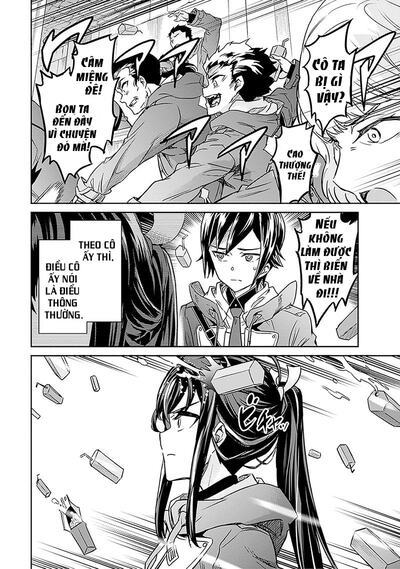 CÔ TA
BỊ GÌ
VẬY?
CÂM
MIỆNG
ĐÊ!
BỌN TA
ĐẾN ĐÂY
VÌ CHUYỆN
ĐÓ MÀ!
CAO
THƯỢNG
THẾ!
NẾU
KHÔNG
LÀM ĐƯỢC
THÌ BIẾN
VỀ NHÀ
ĐI!!!
THEO CÔ
ẤY THÌ,
ĐIỀU CÔ
ẤY NÓI
LÀ ĐIỀU
THÔNG
THƯỜNG.